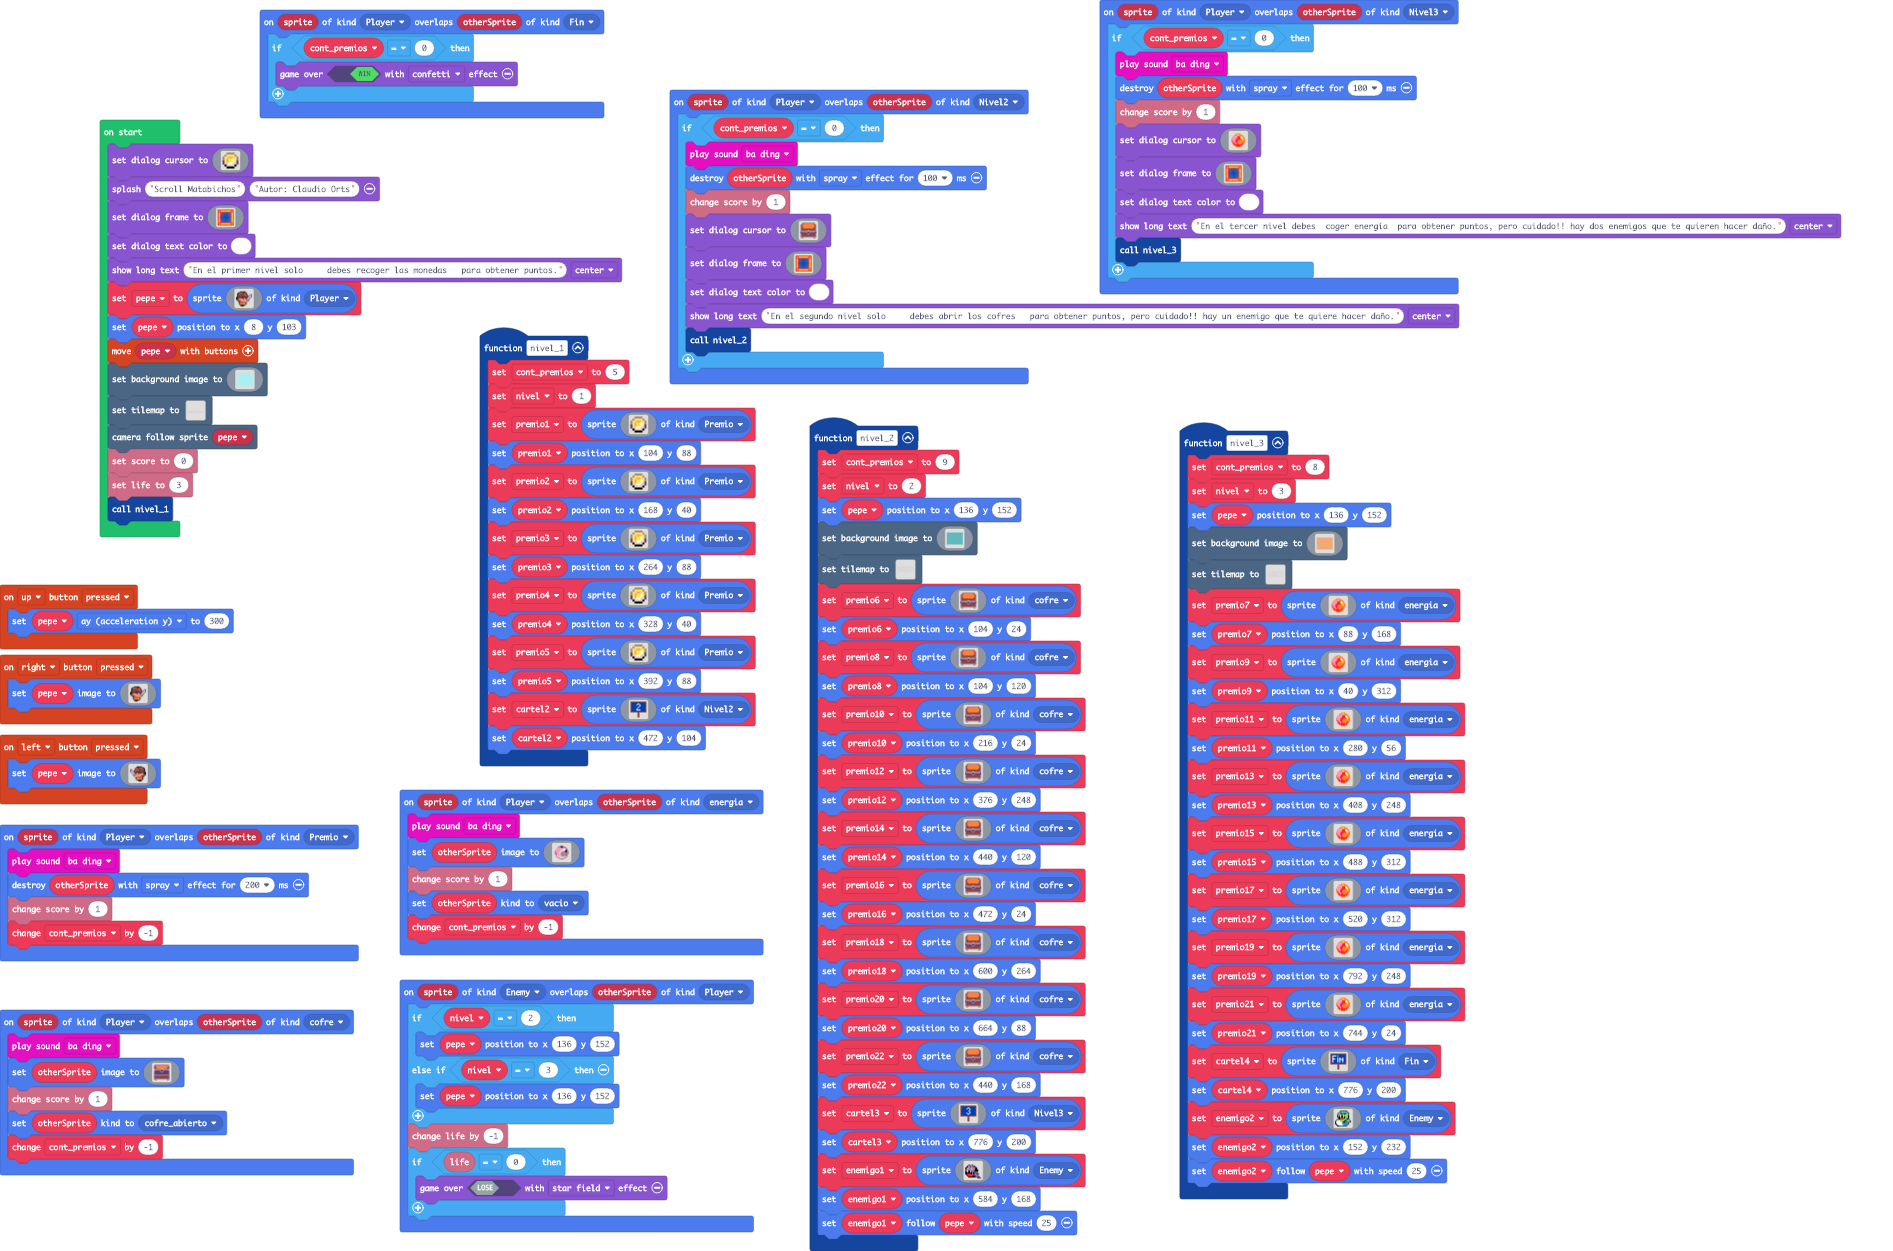 on sprite of kind Player overlaps otherSprite of kind Fin
if cont_premios = 0 then
game over WIN with confetti effect
on start
set dialog cursor to
splash "Scroll Matabichos" "Autor: Claudio Orts"
set dialog frame to
set dialog text color to
show long text "En el primer nivel solo debes recoger las monedas para obtener puntos." center
set pepe to sprite of kind Player
set pepe position to x 8 y 103
move pepe with buttons
set background image to
set tilemap to
camera follow sprite pepe
set score to 0
set life to 3
call nivel_1
on up button pressed
set pepe ay (acceleration y) to 300
on right button pressed
set pepe image to
on left button pressed
set pepe image to
on sprite of kind Player overlaps otherSprite of kind Premio
play sound ba ding
destroy otherSprite with spray effect for 200 ms
change score by 1
change cont_premios by -1
on sprite of kind Player overlaps otherSprite of kind cofre
play sound ba ding
set otherSprite image to
change score by 1
set otherSprite kind to cofre_abierto
change cont_premios by -1
function nivel_1
set cont_premios to 5
set nivel to 1
set premio1 to sprite of kind Premio
set premio1 position to x 104 y 88
set premio2 to sprite of kind Premio
set premio2 position to x 168 y 40
set premio3 to sprite of kind Premio
set premio3 position to x 264 y 88
set premio4 to sprite of kind Premio
set premio4 position to x 328 y 40
set premio5 to sprite of kind Premio
set premio5 position to x 392 y 88
set cartel2 to sprite 2 of kind Nivel2
set cartel2 position to x 472 y 104
on sprite of kind Player overlaps otherSprite of kind energia
play sound ba ding
set otherSprite image to
change score by 1
set otherSprite kind to vacio
change cont_premios by -1
on sprite of kind Enemy overlaps otherSprite of kind Player
if nivel = 2 then
set pepe position to x 136 y 152
else if nivel = 3 then
set pepe position to x 136 y 152
change life by -1
if life = 0 then
game over LOSE with star field effect
on sprite of kind Player overlaps otherSprite of kind Nivel2
if cont_premios = 0 then
play sound ba ding
destroy otherSprite with spray effect for 100 ms
change score by 1
set dialog cursor to
set dialog frame to
set dialog text color to
show long text "En el segundo nivel solo debes abrir los cofres para obtener puntos, pero cuidado!! hay un enemigo que te quiere hacer daño." center
call nivel_2
function nivel_2
set cont_premios to 9
set nivel to 2
set pepe position to x 136 y 152
set background image to
set tilemap to
set premio6 to sprite of kind cofre
set premio6 position to x 104 y 24
set premio8 to sprite of kind cofre
set premio8 position to x 104 y 120
set premio10 to sprite of kind cofre
set premio10 position to x 216 y 24
set premio12 to sprite of kind cofre
set premio12 position to x 376 y 248
set premio14 to sprite of kind cofre
set premio14 position to x 440 y 120
set premio16 to sprite of kind cofre
set premio16 position to x 472 y 24
set premio18 to sprite of kind cofre
set premio18 position to x 600 y 264
set premio20 to sprite of kind cofre
set premio20 position to x 664 y 88
set premio22 to sprite of kind cofre
set premio22 position to x 440 y 168
set cartel3 to sprite 3 of kind Nivel3
set cartel3 position to x 776 y 200
set enemigo1 to sprite of kind Enemy
set enemigo1 position to x 584 y 168
set enemigo1 follow pepe with speed 25
on sprite of kind Player overlaps otherSprite of kind Nivel3
if cont_premios = 0 then
play sound ba ding
destroy otherSprite with spray effect for 100 ms
change score by 1
set dialog cursor to
set dialog frame to
set dialog text color to
show long text "En el tercer nivel debes coger energia para obtener puntos, pero cuidado!! hay dos enemigos que te quieren hacer daño." center
call nivel_3
function nivel_3
set cont_premios to 8
set nivel to 3
set pepe position to x 136 y 152
set background image to
set tilemap to
set premio7 to sprite of kind energia
set premio7 position to x 88 y 168
set premio9 to sprite of kind energia
set premio9 position to x 40 y 312
set premio11 to sprite of kind energia
set premio11 position to x 280 y 56
set premio13 to sprite of kind energia
set premio13 position to x 408 y 248
set premio15 to sprite of kind energia
set premio15 position to x 488 y 312
set premio17 to sprite of kind energia
set premio17 position to x 520 y 312
set premio19 to sprite of kind energia
set premio19 position to x 792 y 248
set premio21 to sprite of kind energia
set premio21 position to x 744 y 24
set cartel4 to sprite FIN of kind Fin
set cartel4 position to x 776 y 200
set enemigo2 to sprite of kind Enemy
set enemigo2 position to x 152 y 232
set enemigo2 follow pepe with speed 25